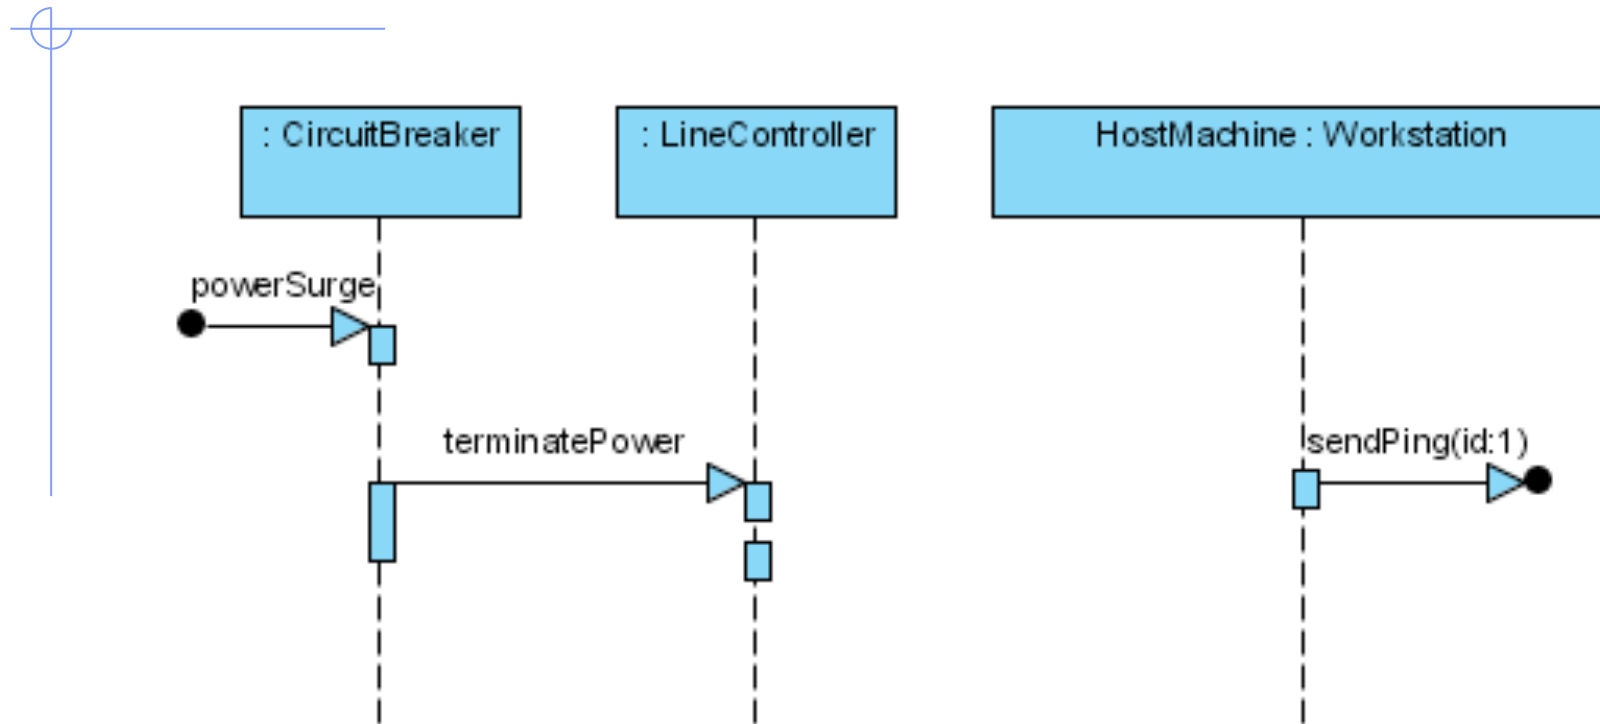 : CircuitBreaker
: LineController
HostMachine : Workstation
powerSurge
terminatePower
sendPing(id:1)